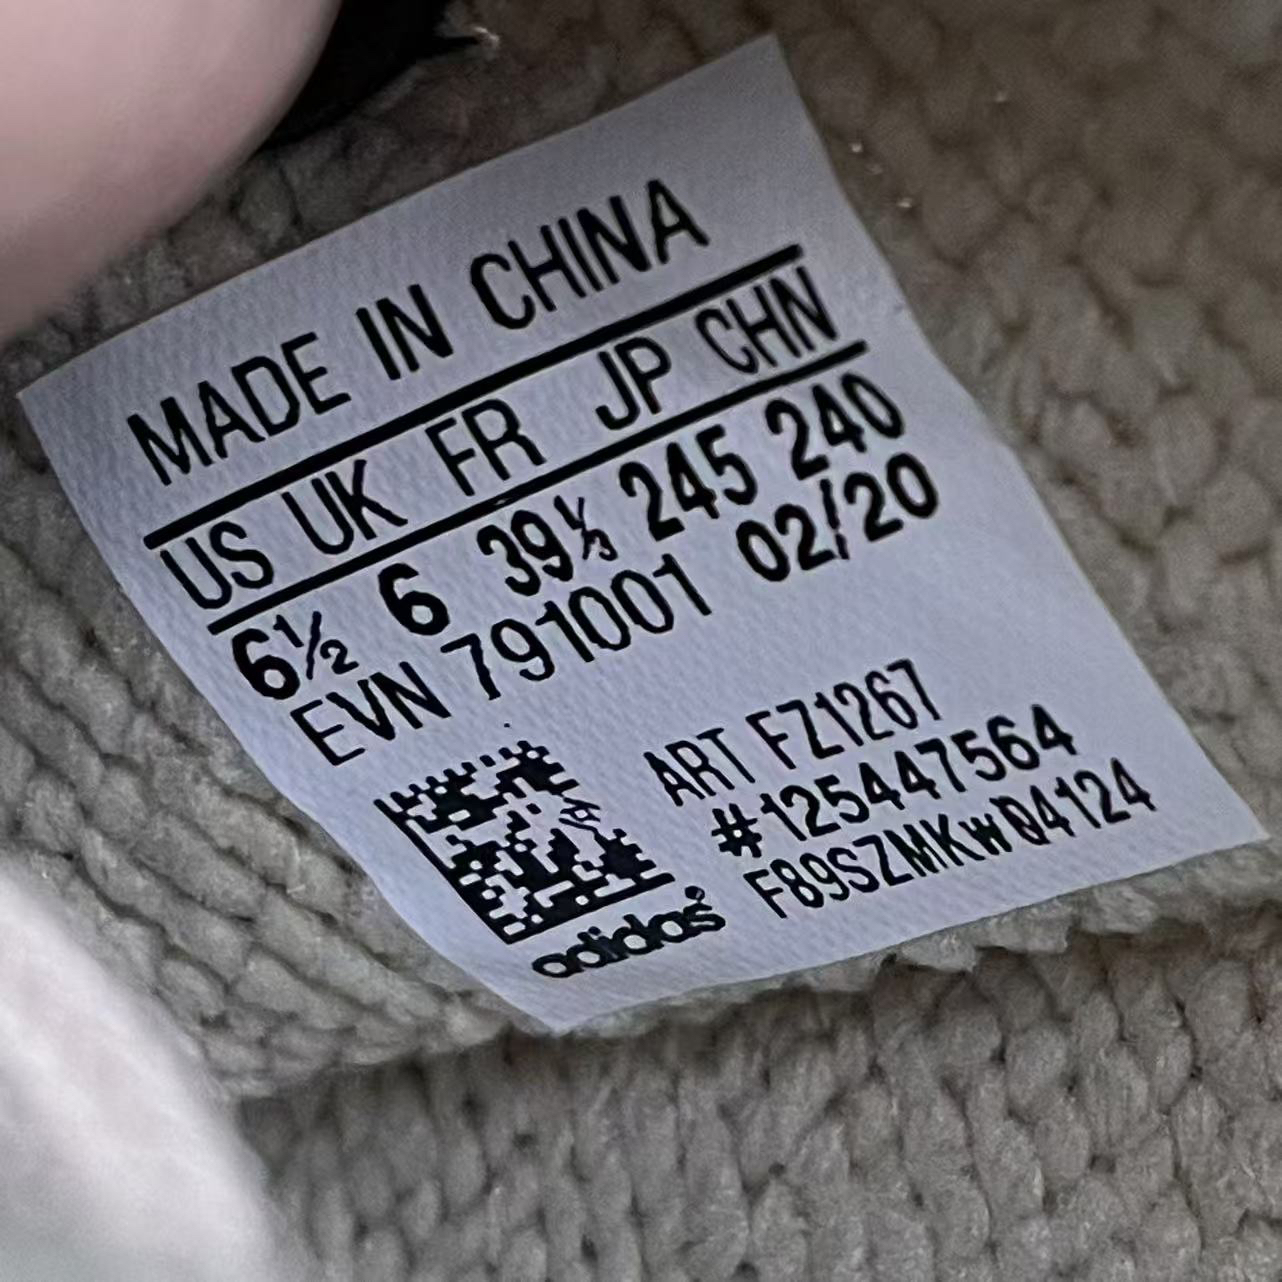 MADE IN CHINA
US UK FR JP CHN
6½ 6 39⅓ 245 240
EVN 791001 02/20
ART FZ1267
#125447564
F89SZMKW04124
adidas